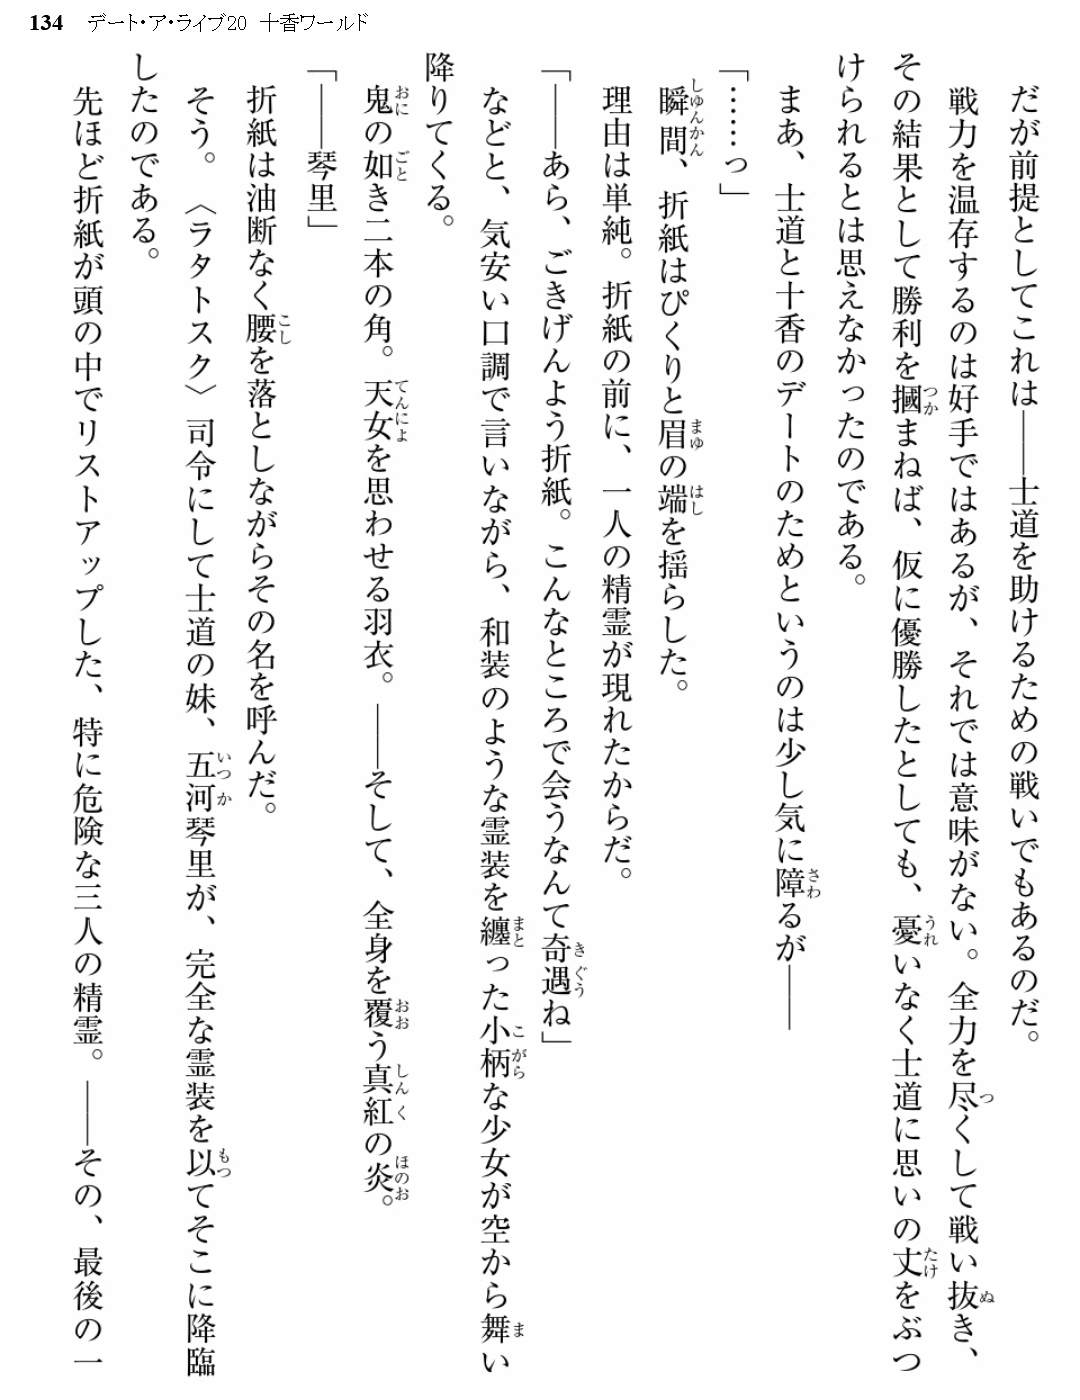 134 デート・ア・ライブ20 十香ワールド
だが前提としてこれは――士道を助けるための戦いでもあるのだ。
戦力を温存するのは好手ではあるが、それでは意味がない。全力を尽くして戦い抜き、
その結果として勝利を摑まねば、仮に優勝したとしても、憂いなく士道に思いの丈をぶつ
けられるとは思えなかったのである。
まあ、士道と十香のデートのためというのは少し気に障るが――
「……っ」
瞬間、折紙はぴくりと眉の端を揺らした。
理由は単純。折紙の前に、一人の精霊が現れたからだ。
「――あら、ごきげんよう折紙。こんなところで会うなんて奇遇ね」
などと、気安い口調で言いながら、和装のような霊装を纏った小柄な少女が空から舞い
降りてくる。
鬼の如き二本の角。天女を思わせる羽衣。――そして、全身を覆う真紅の炎。
「――琴里」
折紙は油断なく腰を落としながらその名を呼んだ。
そう。〈ラタトスク〉司令にして士道の妹、五河琴里が、完全な霊装を以てそこに降臨
したのである。
先ほど折紙が頭の中でリストアップした、特に危険な三人の精霊。――その、最後の一